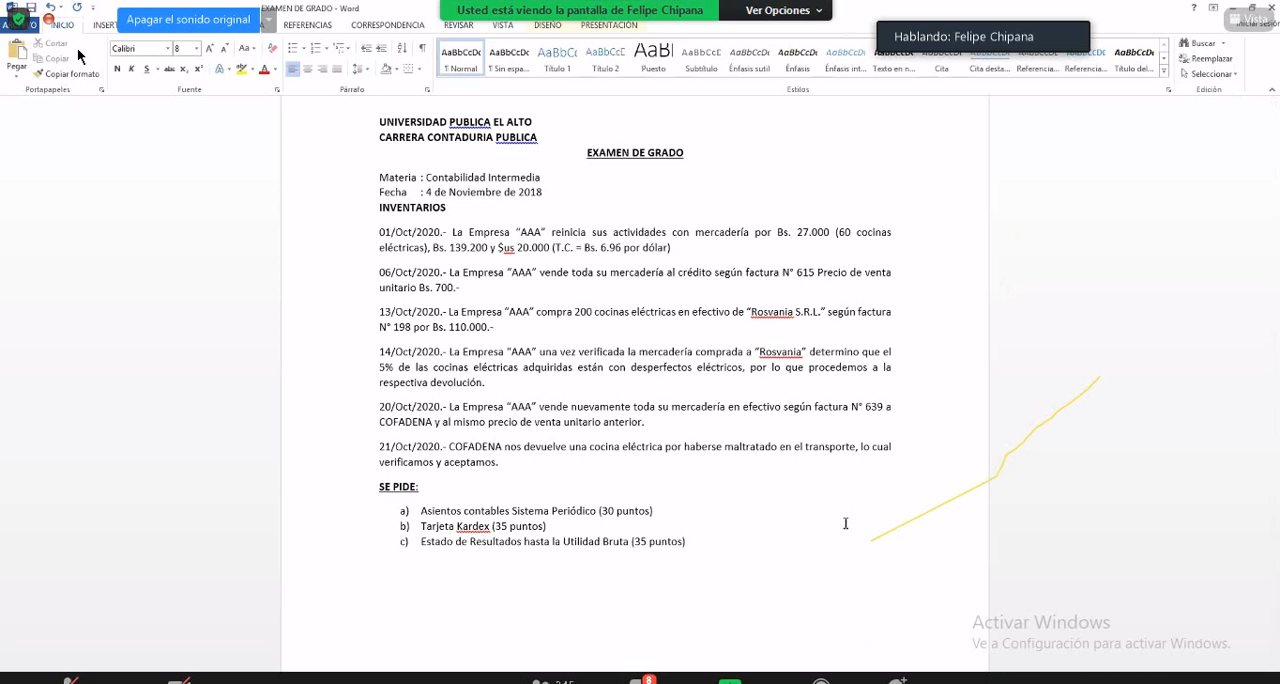 Apagar el sonido original
EXAMEN DE GRADO - Word
Usted está viendo la pantalla de Felipe Chipana
Ver Opciones
Hablando: Felipe Chipana
Vista
INICIO
REFERENCIAS
CORRESPONDENCIA
REVISAR
VISTA
DISEÑO
PRESENTACIÓN
Pegar
Cortar
Copiar
Copiar formato
Portapapeles
Calibri
8
Fuente
Párrafo
¶ Normal
¶ Sin espa...
Título 1
Título 2
Puesto
Subtítulo
Énfasis sutil
Énfasis
Énfasis int...
Texto en n...
Cita
Cita desta...
Referencia...
Referencia...
Título del...
Estilos
Buscar
Reemplazar
Seleccionar
Edición
UNIVERSIDAD PUBLICA EL ALTO
CARRERA CONTADURIA PUBLICA
EXAMEN DE GRADO
Materia : Contabilidad Intermedia
Fecha : 4 de Noviembre de 2018
INVENTARIOS
01/Oct/2020.- La Empresa “AAA” reinicia sus actividades con mercadería por Bs. 27.000 (60 cocinas
eléctricas), Bs. 139.200 y $us 20.000 (T.C. = Bs. 6.96 por dólar)
06/Oct/2020.- La Empresa “AAA” vende toda su mercadería al crédito según factura N° 615 Precio de venta
unitario Bs. 700.-
13/Oct/2020.- La Empresa “AAA” compra 200 cocinas eléctricas en efectivo de “Rosvania S.R.L.” según factura
N° 198 por Bs. 110.000.-
14/Oct/2020.- La Empresa “AAA” una vez verificada la mercadería comprada a “Rosvania” determino que el
5% de las cocinas eléctricas adquiridas están con desperfectos eléctricos, por lo que procedemos a la
respectiva devolución.
20/Oct/2020.- La Empresa “AAA” vende nuevamente toda su mercadería en efectivo según factura N° 639 a
COFADENA y al mismo precio de venta unitario anterior.
21/Oct/2020.- COFADENA nos devuelve una cocina eléctrica por haberse maltratado en el transporte, lo cual
verificamos y aceptamos.
SE PIDE:
a) Asientos contables Sistema Periódico (30 puntos)
b) Tarjeta Kardex (35 puntos)
c) Estado de Resultados hasta la Utilidad Bruta (35 puntos)
Activar Windows
Ve a Configuración para activar Windows.
8